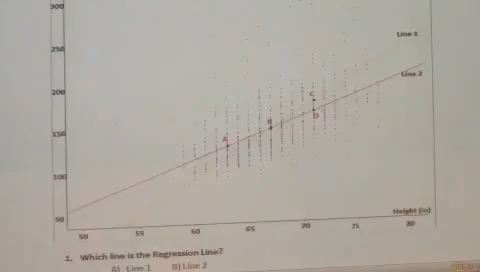 300
250
Line 1
200
Line 2
C
150
A
B
D
100
Height (in)
50
50 55 60 65 70 75 80
1. Which line is the Regression Line?
A) Line 1 B) Line 2